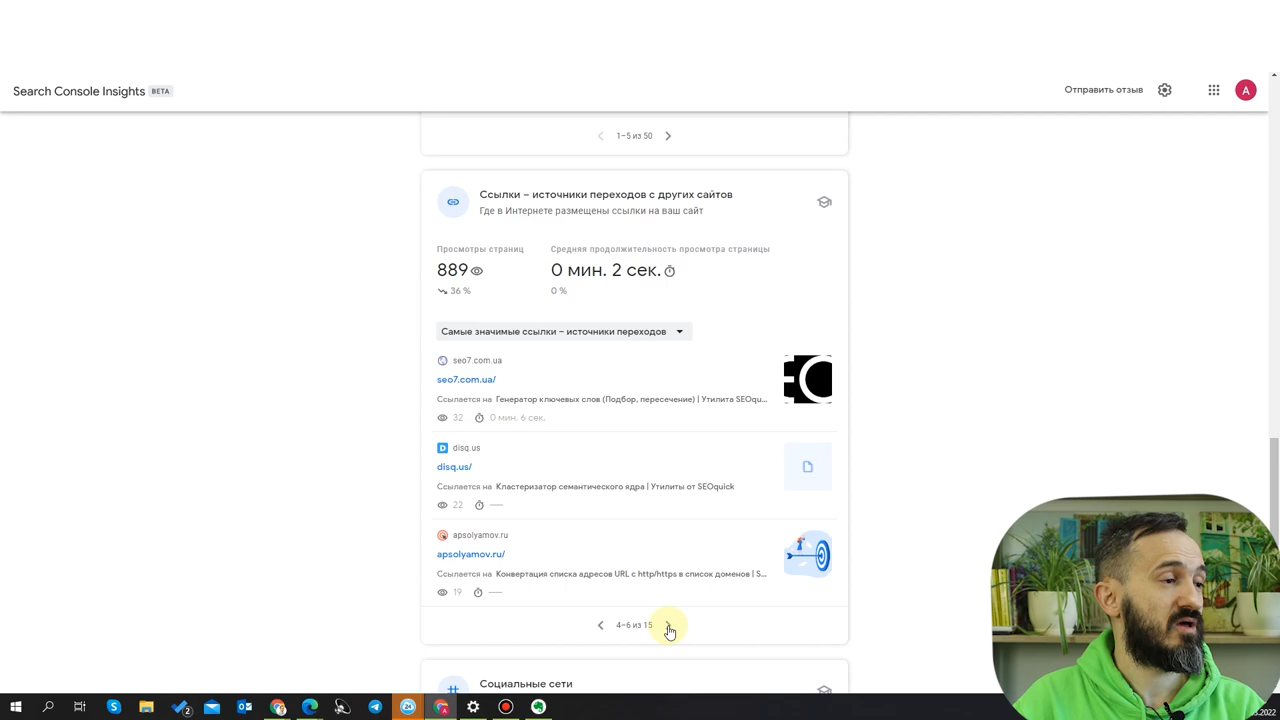 Search Console Insights BETA
Отправить отзыв
A
1–5 из 50
Ссылки – источники переходов с других сайтов
Где в Интернете размещены ссылки на ваш сайт
Просмотры страниц
Средняя продолжительность просмотра страницы
889
0 мин. 2 сек.
36 %
0 %
Самые значимые ссылки – источники переходов
seo7.com.ua
seo7.com.ua/
Ссылается на Генератор ключевых слов (Подбор, пересечение) | Утилита SEOqu...
32 0 мин. 6 сек.
disq.us
disq.us/
Ссылается на Кластеризатор семантического ядра | Утилиты от SEOquick
22 —
apsolyamov.ru
apsolyamov.ru/
Ссылается на Конвертация списка адресов URL с http/https в список доменов | S...
19 —
4–6 из 15
Социальные сети
24
2
.2022